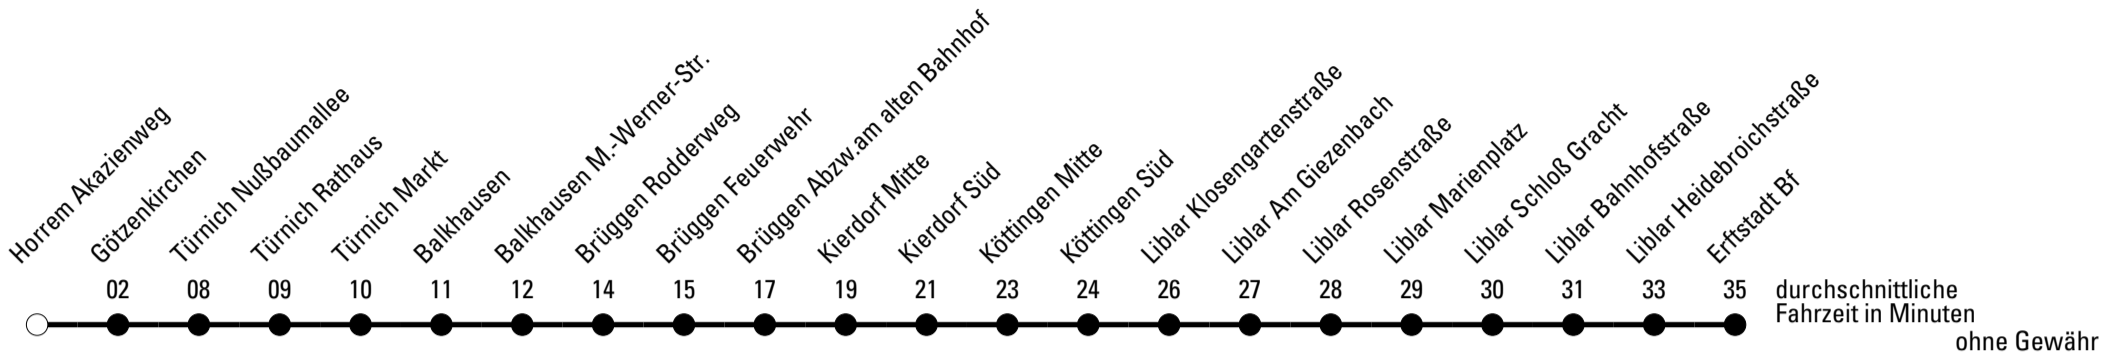 Horrem Akazienweg
Götzenkirchen
Türnich Nußbaumallee
Türnich Rathaus
Türnich Markt
Balkhausen
Balkhausen M.-Werner-Str.
Brüggen Rodderweg
Brüggen Feuerwehr
Brüggen Abzw.am alten Bahnhof
Kierdorf Mitte
Kierdorf Süd
Köttingen Mitte
Köttingen Süd
Liblar Klosengartenstraße
Liblar Am Giezenbach
Liblar Rosenstraße
Liblar Marienplatz
Liblar Schloß Gracht
Liblar Bahnhofstraße
Liblar Heidebroichstraße
Erftstadt Bf
02 08 09 10 11 12 14 15 17 19 21 23 24 26 27 28 29 30 31 33 35 durchschnittliche
Fahrzeit in Minuten
ohne Gewähr